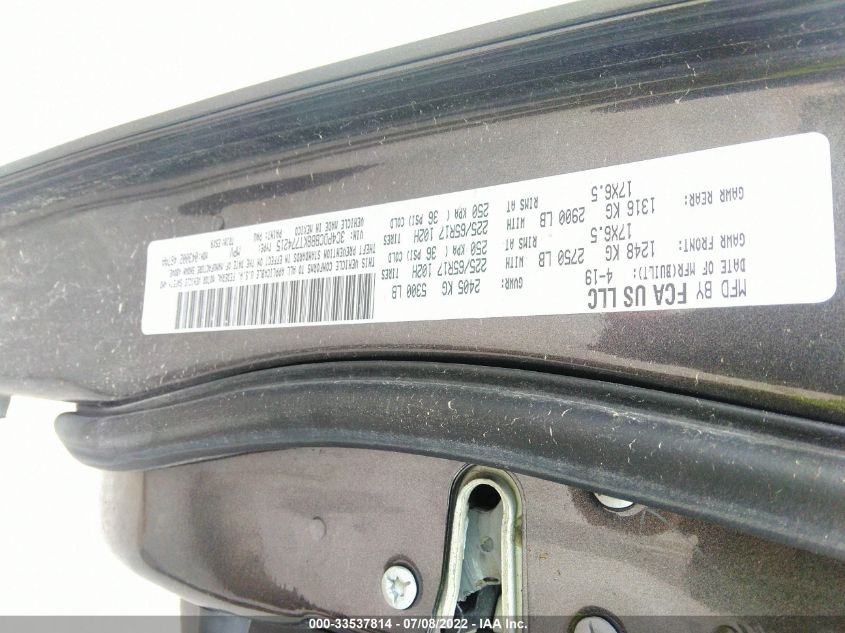 MFD BY FCA US LLC
DATE OF MFR(BUILT): 4-19
GVWR: 2405 KG 5300 LB
GAWR FRONT: 1248 KG 2750 LB WITH 225/65R17 102H TIRES
17X6.5 RIMS AT 250 KPA ( 36 PSI) COLD
GAWR REAR: 1316 KG 2900 LB WITH 225/65R17 102H TIRES
17X6.5 RIMS AT 250 KPA ( 36 PSI) COLD
THIS VEHICLE CONFORMS TO ALL APPLICABLE U.S.A. FEDERAL MOTOR VEHICLE SAFETY AND
THEFT PREVENTION STANDARDS IN EFFECT ON THE DATE OF MANUFACTURE SHOWN ABOVE
VIN: TYPE: MPV MDH:
VEHICLE MADE IN MEXICO PAINT: TRIM:
000-33537814 - 07/08/2022 - IAA Inc.